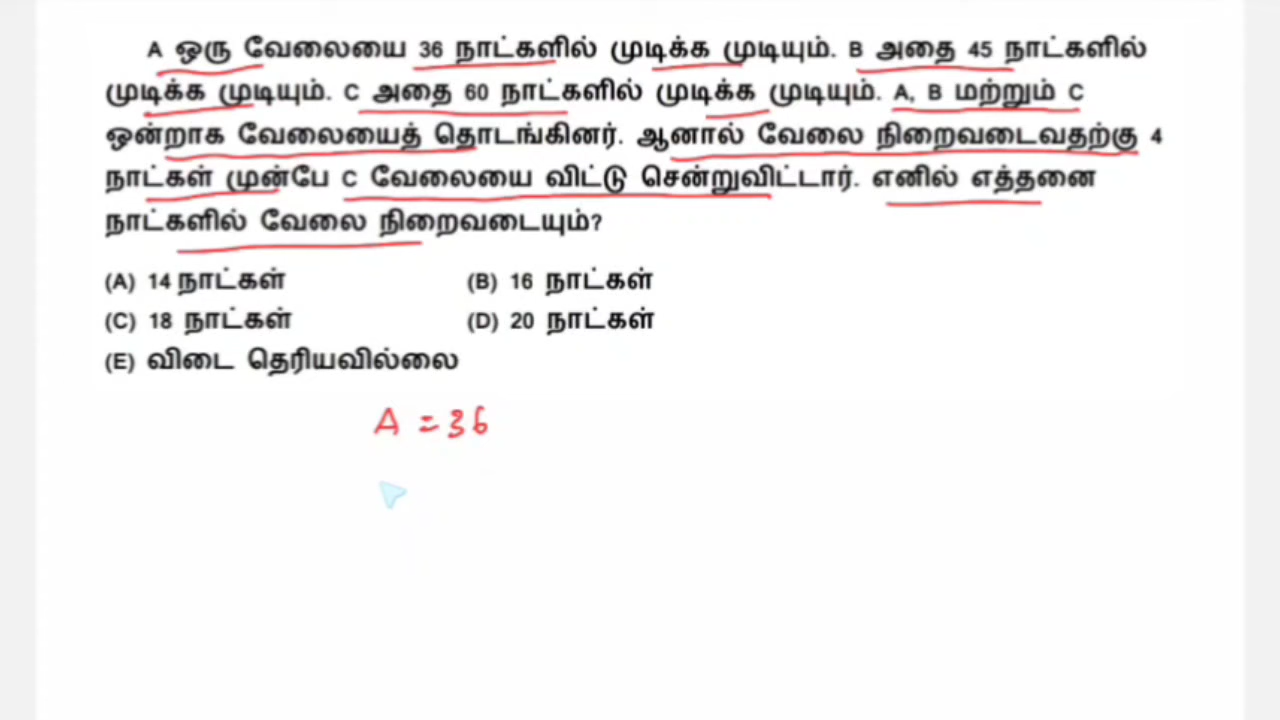 A ஒரு வேலையை 36 நாட்களில் முடிக்க முடியும். B அதை 45 நாட்களில்
முடிக்க முடியும். C அதை 60 நாட்களில் முடிக்க முடியும். A, B மற்றும் C
ஒன்றாக வேலையைத் தொடங்கினர். ஆனால் வேலை நிறைவடைவதற்கு 4
நாட்கள் முன்பே C வேலையை விட்டு சென்றுவிட்டார். எனில் எத்தனை
நாட்களில் வேலை நிறைவடையும்?
(A) 14 நாட்கள் (B) 16 நாட்கள்
(C) 18 நாட்கள் (D) 20 நாட்கள்
(E) விடை தெரியவில்லை
A = 36